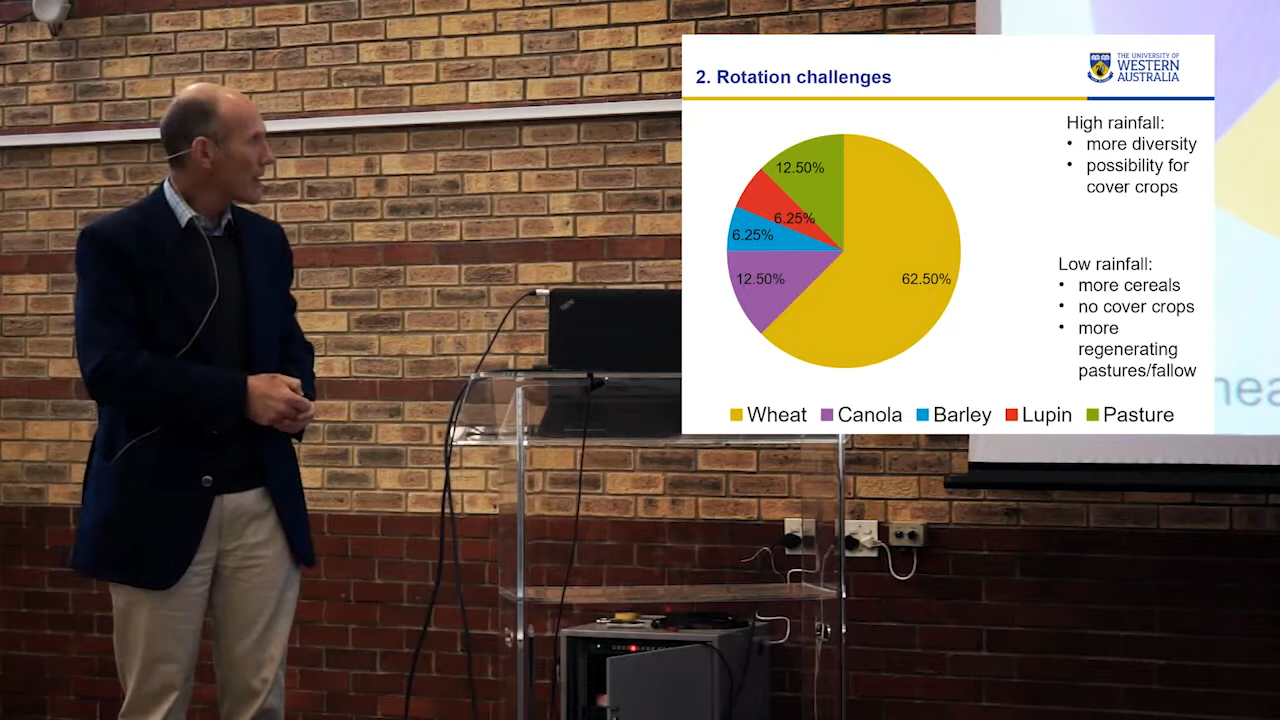 2. Rotation challenges
THE UNIVERSITY OF
WESTERN
AUSTRALIA
High rainfall:
• more diversity
• possibility for
cover crops
12.50%
6.25%
6.25%
12.50%
62.50%
Low rainfall:
• more cereals
• no cover crops
• more
regenerating
pastures/fallow
Wheat Canola Barley Lupin Pasture